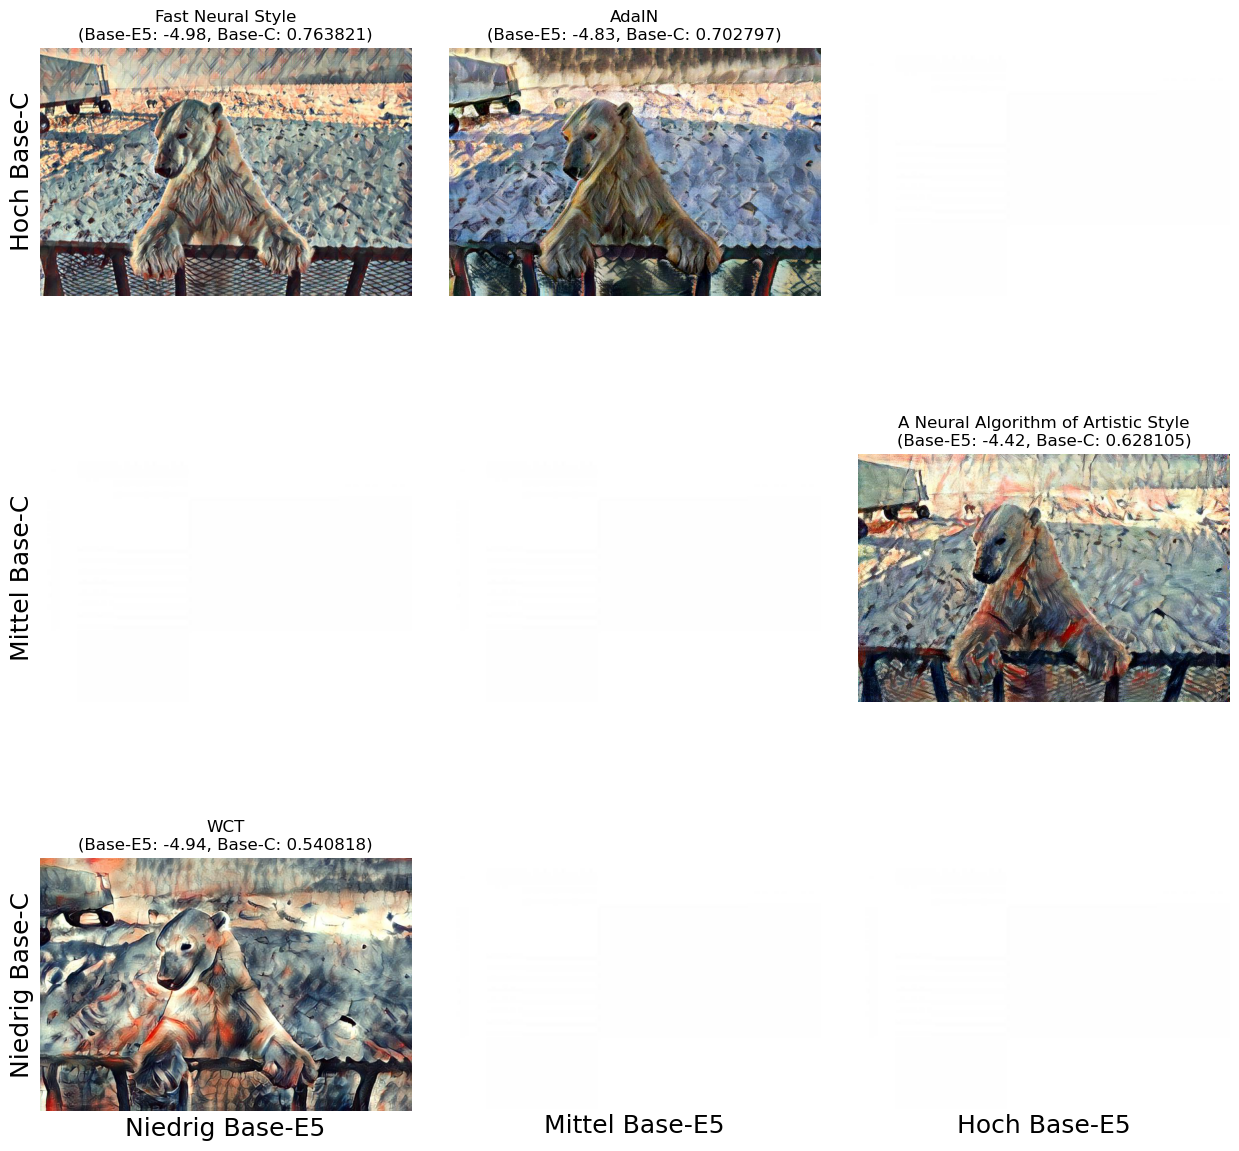 Fast Neural Style
(Base-E5: -4.98, Base-C: 0.763821)
AdaIN
(Base-E5: -4.83, Base-C: 0.702797)
Hoch Base-C
A Neural Algorithm of Artistic Style
(Base-E5: -4.42, Base-C: 0.628105)
Mittel Base-C
WCT
(Base-E5: -4.94, Base-C: 0.540818)
Niedrig Base-C
Niedrig Base-E5
Mittel Base-E5
Hoch Base-E5